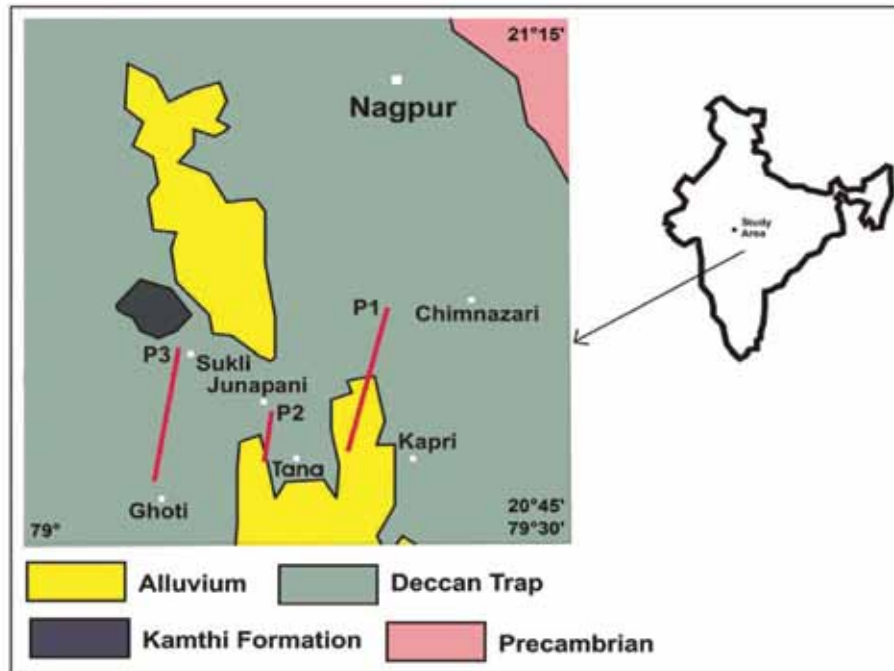 21°15'
Nagpur
Study
Area
P1
Chimnazari
P3
Sukli
Junapani
P2
Kapri
Tana
Ghoti
20°45'
79°
79°30'
Alluvium
Deccan Trap
Kamthi Formation
Precambrian